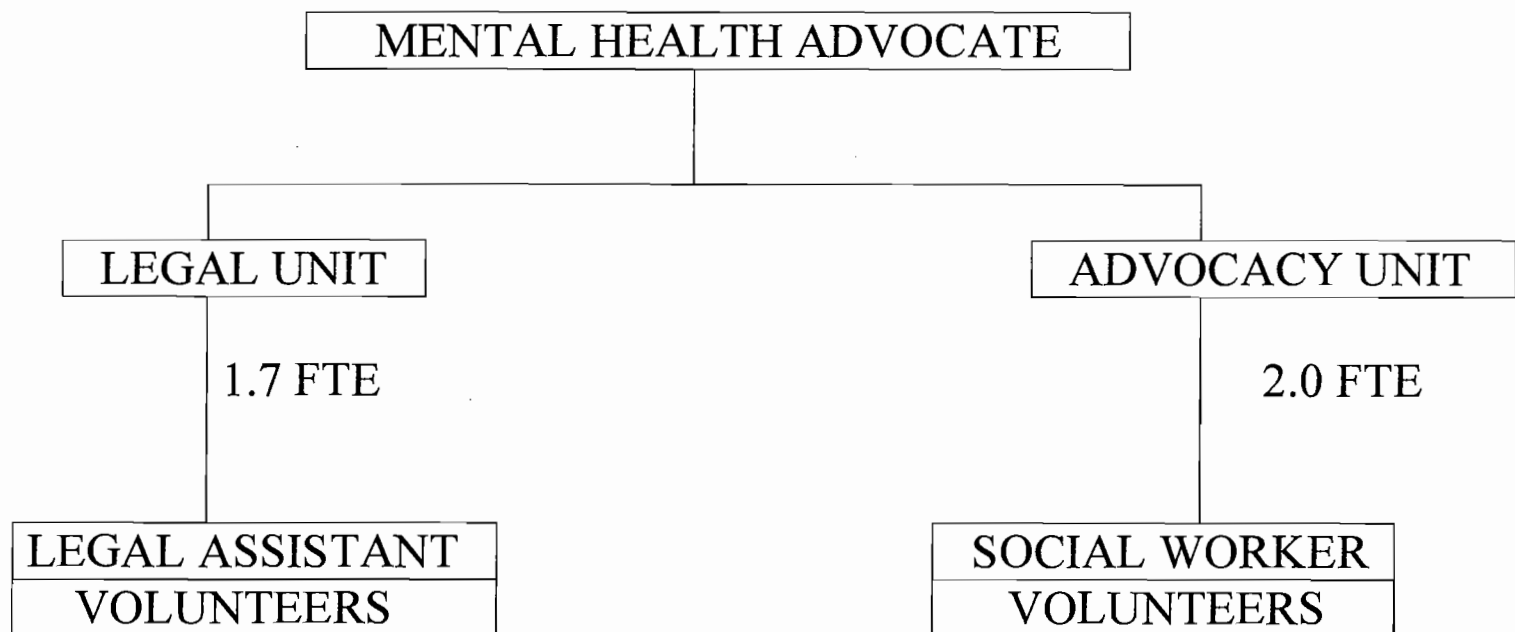 MENTAL HEALTH ADVOCATE
LEGAL UNIT
ADVOCACY UNIT
1.7 FTE
2.0 FTE
LEGAL ASSISTANT
VOLUNTEERS
SOCIAL WORKER
VOLUNTEERS